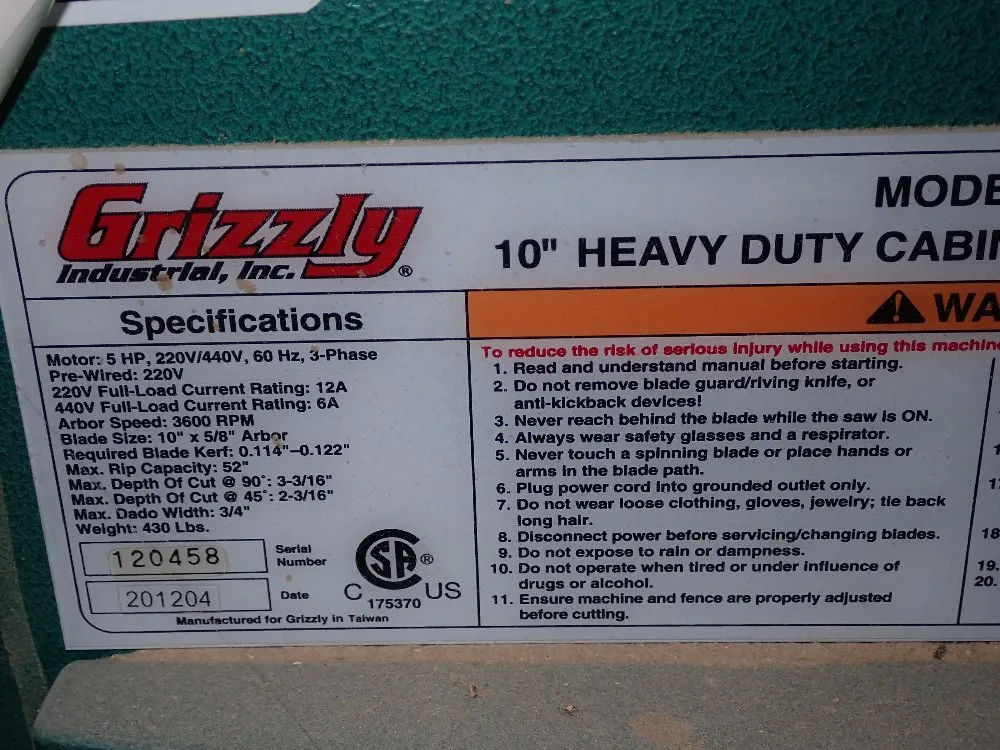 Grizzly
Industrial, Inc. ®
MODE
10" HEAVY DUTY CABI
Specifications
Motor: 5 HP, 220V/440V, 60 Hz, 3-Phase
Pre-Wired: 220V
220V Full-Load Current Rating: 12A
440V Full-Load Current Rating: 6A
Arbor Speed: 3600 RPM
Blade Size: 10" x 5/8" Arbor
Required Blade Kerf: 0.114"–0.122"
Max. Rip Capacity: 52"
Max. Depth Of Cut @ 90°: 3-3/16"
Max. Depth Of Cut @ 45°: 2-3/16"
Max. Dado Width: 3/4"
Weight: 430 Lbs.
120458 Serial Number
201204 Date
CSA ®
C US
175370
Manufactured for Grizzly in Taiwan
WA
To reduce the risk of serious injury while using this machin
1. Read and understand manual before starting.
2. Do not remove blade guard/riving knife, or
anti-kickback devices!
3. Never reach behind the blade while the saw is ON.
4. Always wear safety glasses and a respirator.
5. Never touch a spinning blade or place hands or
arms in the blade path.
6. Plug power cord into grounded outlet only.
7. Do not wear loose clothing, gloves, jewelry; tie back
long hair.
8. Disconnect power before servicing/changing blades.
9. Do not expose to rain or dampness.
10. Do not operate when tired or under influence of
drugs or alcohol.
11. Ensure machine and fence are properly adjusted
before cutting.
18
19.
20.